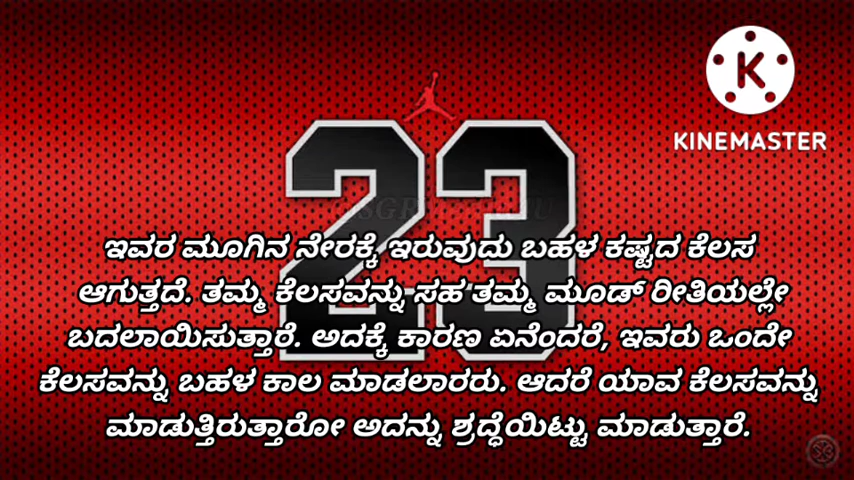 KINEMASTER
23
ಇವರ ಮೂಗಿನ ನೇರಕ್ಕೆ ಇರುವುದು ಬಹಳ ಕಷ್ಟದ ಕೆಲಸ
ಆಗುತ್ತದೆ. ತಮ್ಮ ಕೆಲಸವನ್ನು ಸಹ ತಮ್ಮ ಮೂಡ್ ರೀತಿಯಲ್ಲೇ
ಬದಲಾಯಿಸುತ್ತಾರೆ. ಅದಕ್ಕೆ ಕಾರಣ ಏನೆಂದರೆ, ಇವರು ಒಂದೇ
ಕೆಲಸವನ್ನು ಬಹಳ ಕಾಲ ಮಾಡಲಾರರು. ಆದರೆ ಯಾವ ಕೆಲಸವನ್ನು
ಮಾಡುತ್ತಿರುತ್ತಾರೋ ಅದನ್ನು ಶ್ರದ್ಧೆಯಿಟ್ಟು ಮಾಡುತ್ತಾರೆ.